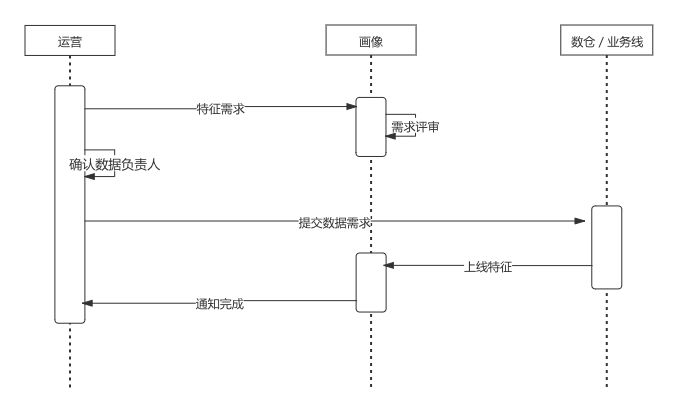 运营
画像
数仓 / 业务线
特征需求
需求评审
确认数据负责人
提交数据需求
上线特征
通知完成